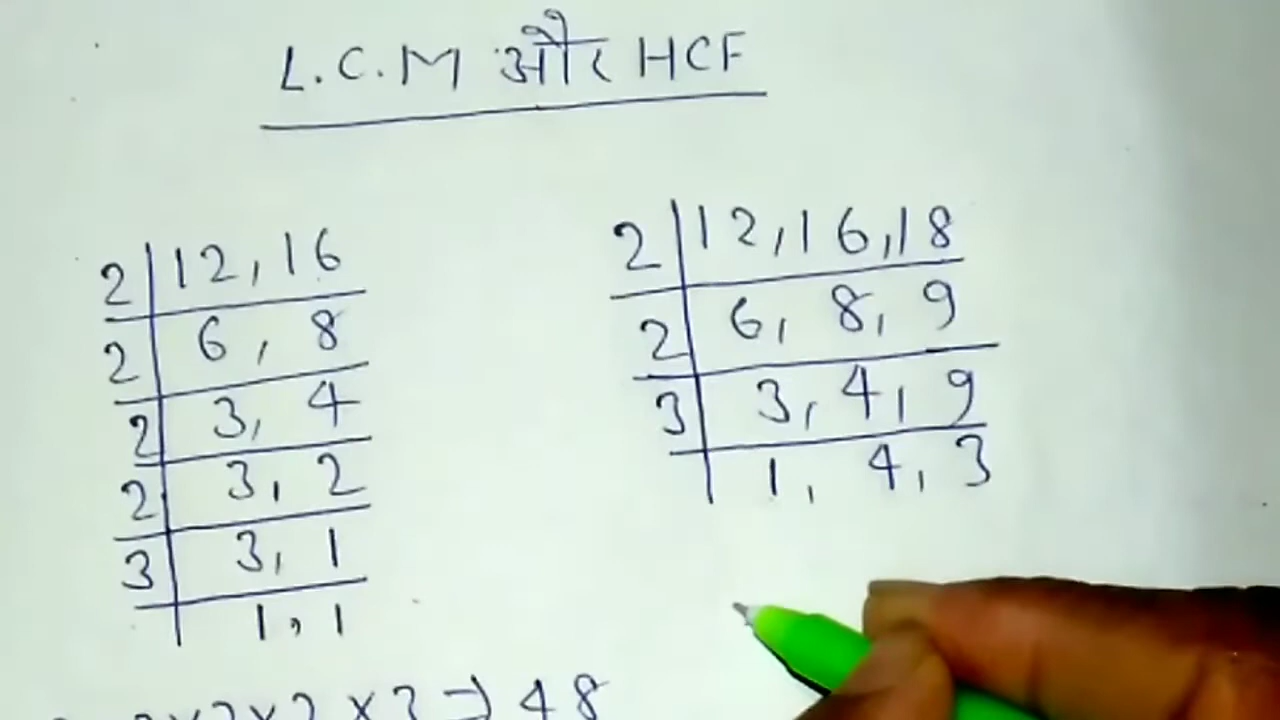 L.C.M और HCF
2 | 12, 16
2 | 6, 8
2 | 3, 4
2 | 3, 2
3 | 3, 1
1, 1
2 | 12, 16, 18
2 | 6, 8, 9
3 | 3, 4, 9
1, 4, 3
=> 48